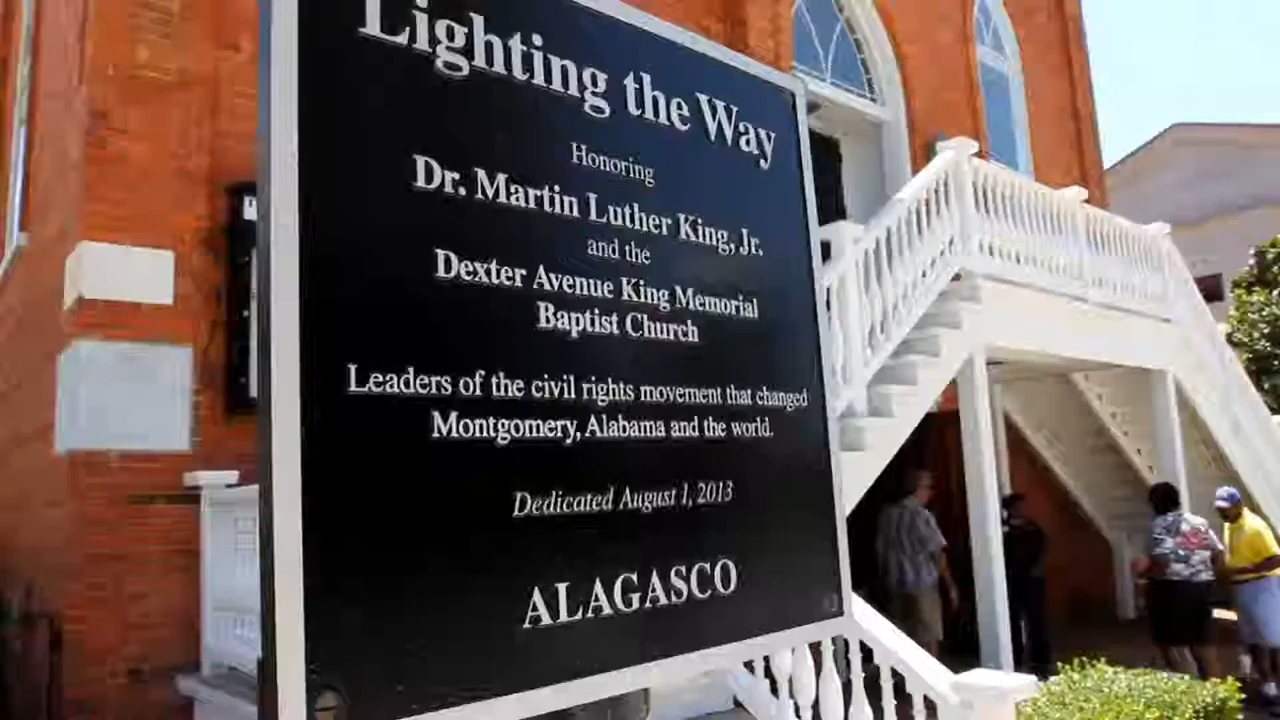 Lighting the Way
Honoring
Dr. Martin Luther King, Jr.
and the
Dexter Avenue King Memorial
Baptist Church
Leaders of the civil rights movement that changed
Montgomery, Alabama and the world.
Dedicated August 1, 2013
ALAGASCO